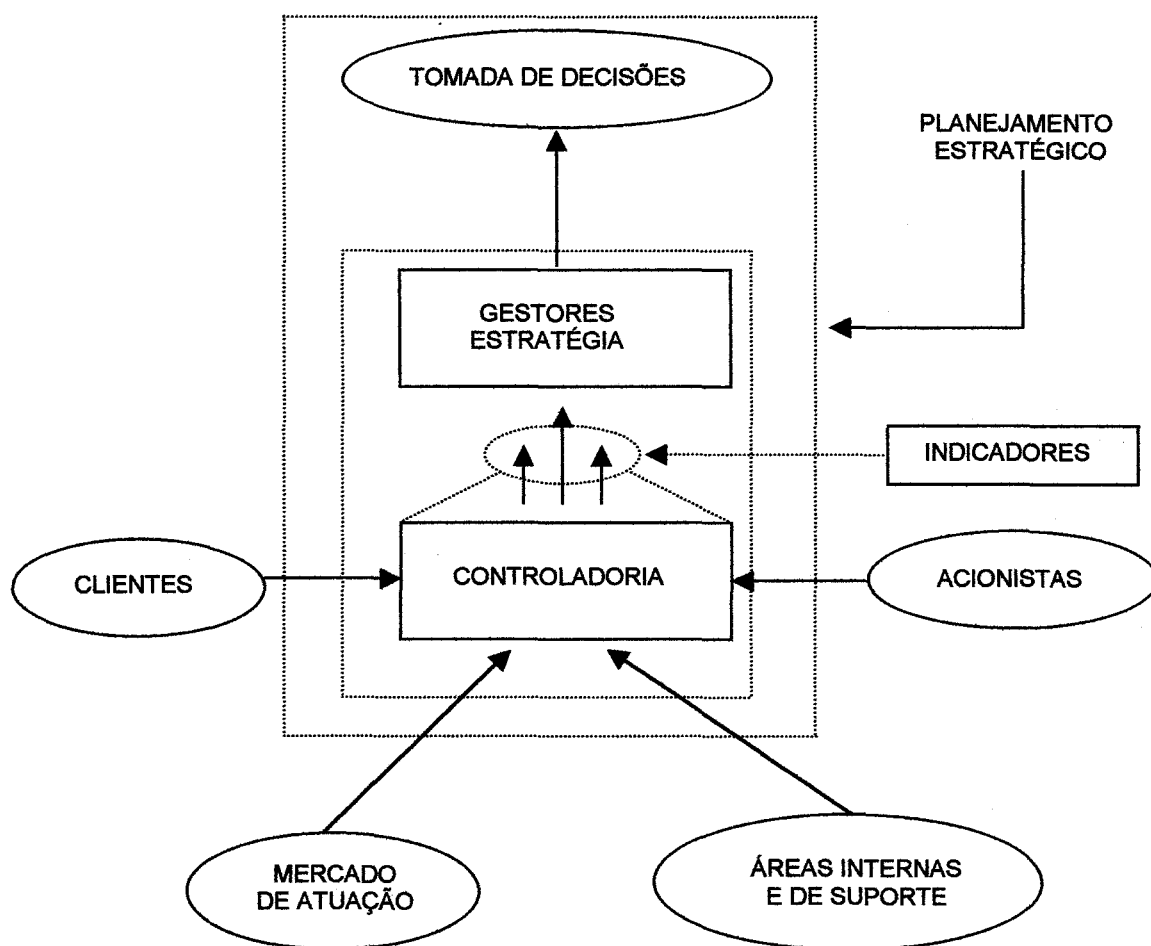 TOMADA DE DECISÕES
PLANEJAMENTO
ESTRATÉGICO
GESTORES
ESTRATÉGIA
INDICADORES
CLIENTES
CONTROLADORIA
ACIONISTAS
MERCADO
DE ATUAÇÃO
ÁREAS INTERNAS
E DE SUPORTE